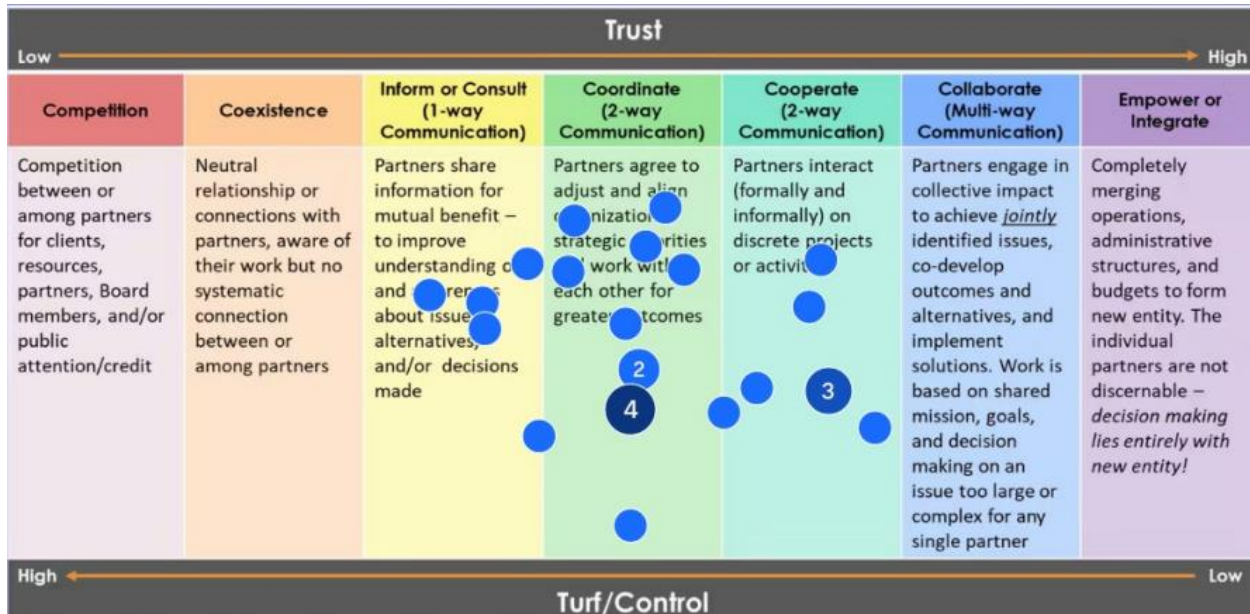 Trust
Low
High
Competition
Coexistence
Inform or Consult
(1-way
Communication)
Coordinate
(2-way
Communication)
Cooperate
(2-way
Communication)
Collaborate
(Multi-way
Communication)
Empower or
Integrate
Competition
between or
among partners
for clients,
resources,
partners, Board
members, and/or
public
attention/credit
Neutral
relationship or
connections with
partners, aware of
their work but no
systematic
connection
between or
among partners
Partners share
information for
mutual benefit –
to improve
understanding
and
about
alternatives,
and/or decisions
made
Partners agree to
adjust and align
strategic
work
each other for
greater
2
4
Partners interact
(formally and
informally) on
discrete projects
or
3
Partners engage in
collective impact
to achieve jointly
identified issues,
co-develop
outcomes and
alternatives, and
implement
solutions. Work is
based on shared
mission, goals,
and decision
making on an
issue too large or
complex for any
single partner
Completely
merging
operations,
administrative
structures, and
budgets to form
new entity. The
individual
partners are not
discernable –
decision making
lies entirely with
new entity!
High
Low
Turf/Control